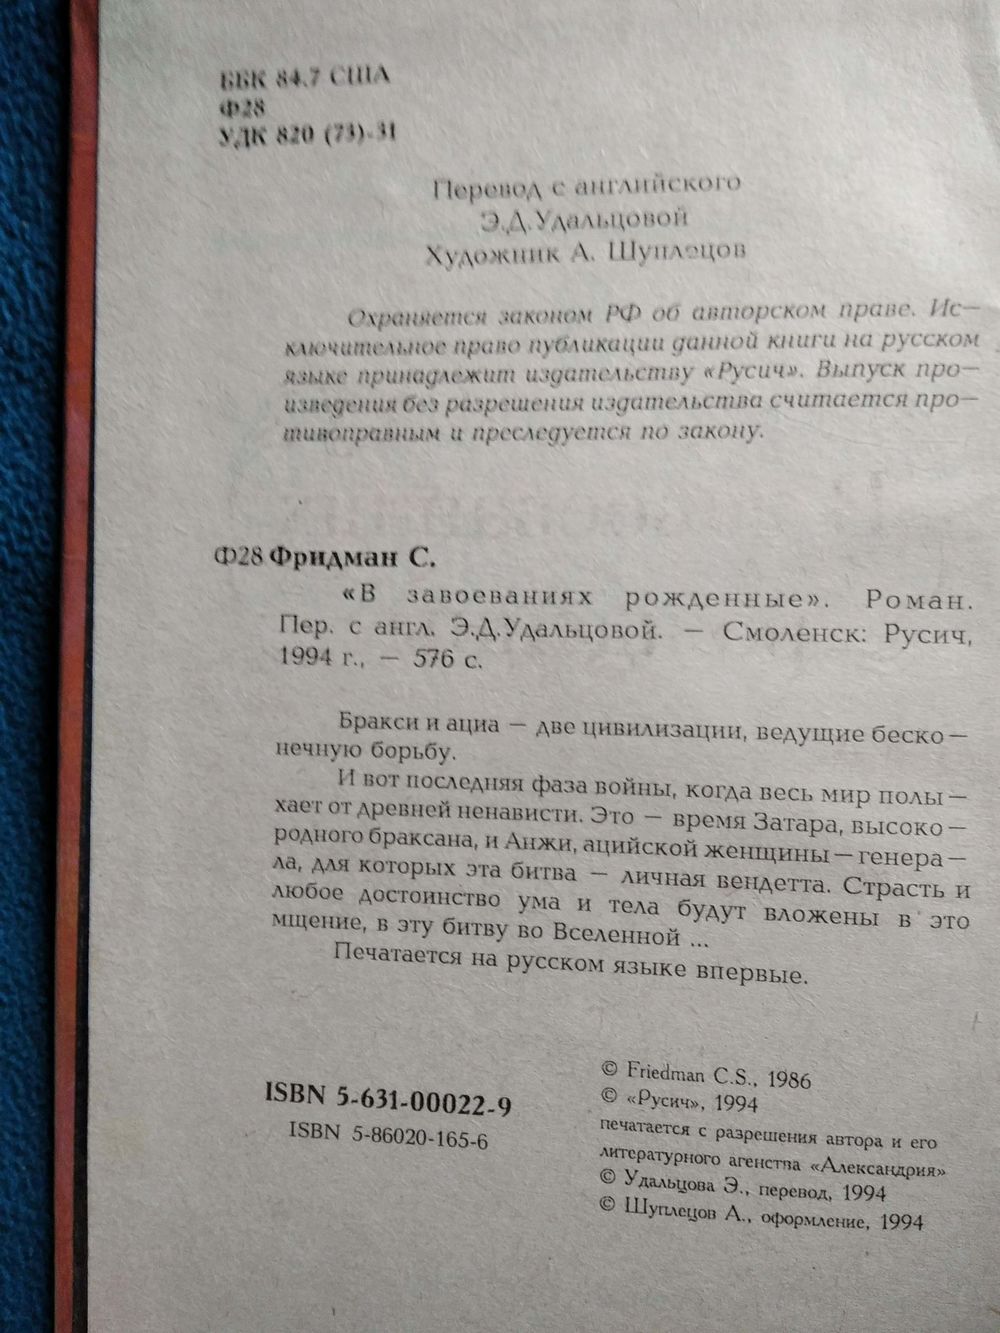 ББК 84.7 США
Ф28
УДК 820 (73)-31
Перевод с английского
Э.Д.Удальцовой
Художник А. Шуплецов
Охраняется законом РФ об авторском праве. Ис—
ключительное право публикации данной книги на русском
языке принадлежит издательству «Русич». Выпуск про—
изведения без разрешения издательства считается про—
тивоправным и преследуется по закону.
Ф28 Фридман С.
«В завоеваниях рожденные». Роман.
Пер. с англ. Э.Д.Удальцовой. — Смоленск: Русич,
1994 г., — 576 с.
Бракси и ациа — две цивилизации, ведущие беско—
нечную борьбу.
И вот последняя фаза войны, когда весь мир полы—
хает от древней ненависти. Это — время Затара, высоко—
родного браксана, и Анжи, ацийской женщины—генера—
ла, для которых эта битва — личная вендетта. Страсть и
любое достоинство ума и тела будут вложены в это
мщение, в эту битву во Вселенной ...
Печатается на русском языке впервые.
ISBN 5-631-00022-9
ISBN 5-86020-165-6
© Friedman C.S., 1986
© «Русич», 1994
печатается с разрешения автора и его
литературного агенства «Александрия»
© Удальцова Э., перевод, 1994
© Шуплецов А., оформление, 1994